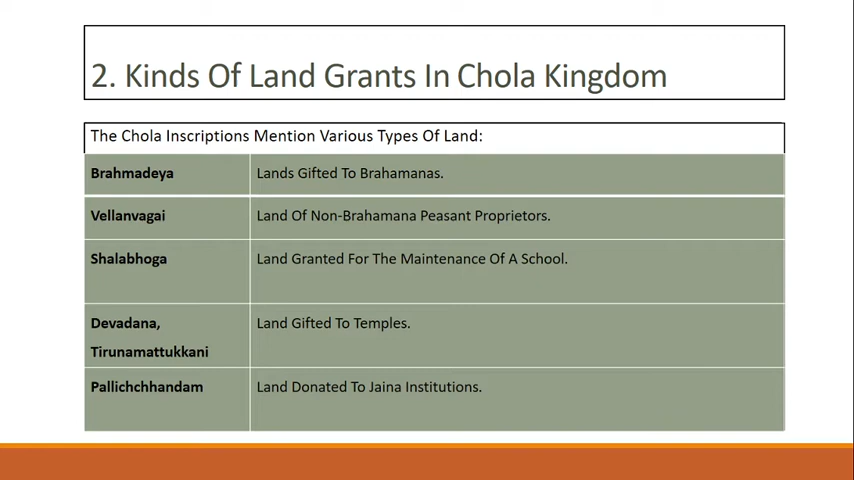 2. Kinds Of Land Grants In Chola Kingdom
The Chola Inscriptions Mention Various Types Of Land:
Brahmadeya Lands Gifted To Brahamanas.
Vellanvagai Land Of Non-Brahamana Peasant Proprietors.
Shalabhoga Land Granted For The Maintenance Of A School.
Devadana, Land Gifted To Temples.
Tirunamattukkani
Pallichchhandam Land Donated To Jaina Institutions.